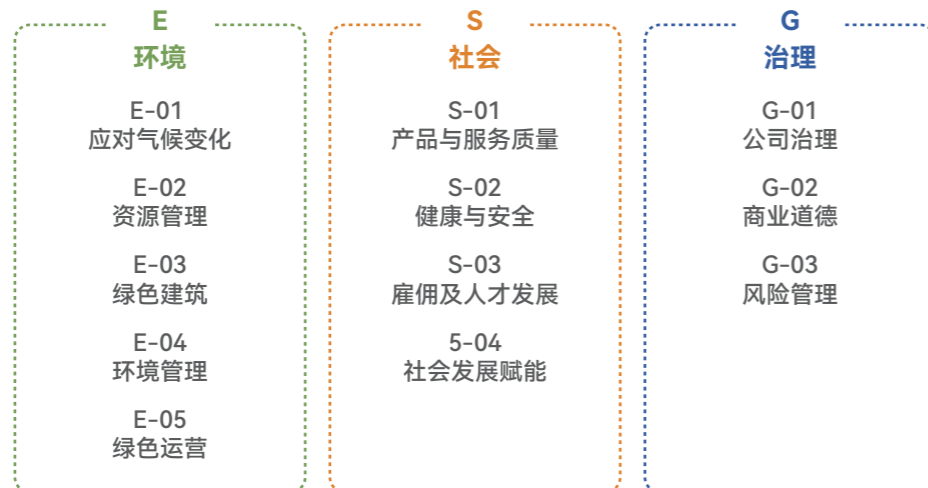 E
环境
E-01
应对气候变化
E-02
资源管理
E-03
绿色建筑
E-04
环境管理
E-05
绿色运营
S
社会
S-01
产品与服务质量
S-02
健康与安全
S-03
雇佣及人才发展
5-04
社会发展赋能
G
治理
G-01
公司治理
G-02
商业道德
G-03
风险管理